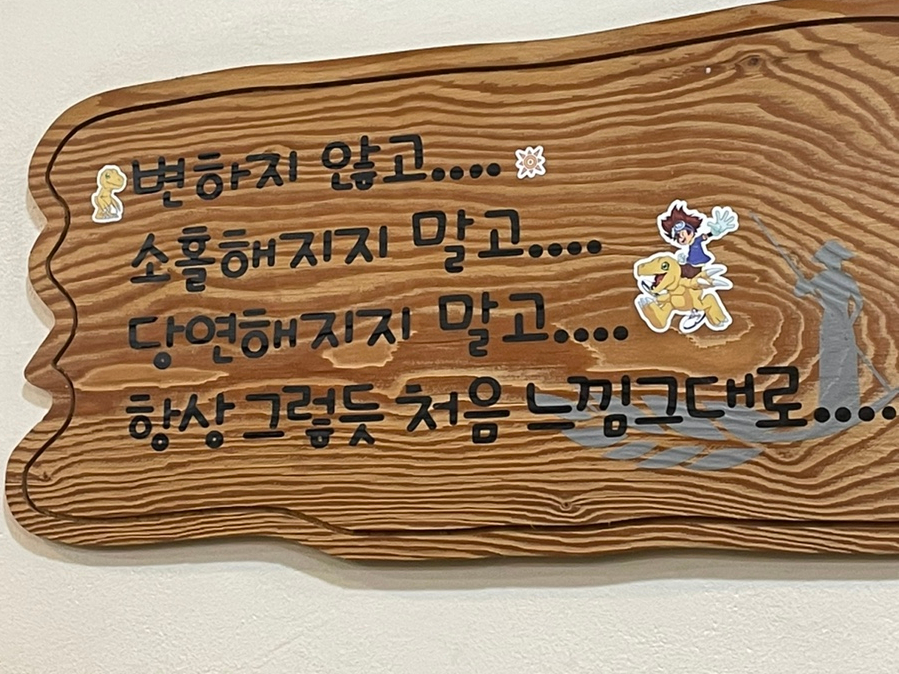 변하지 않고....
소홀해지지 말고....
당연해지지 말고....
항상 그렇듯 처음 느낌그대로....